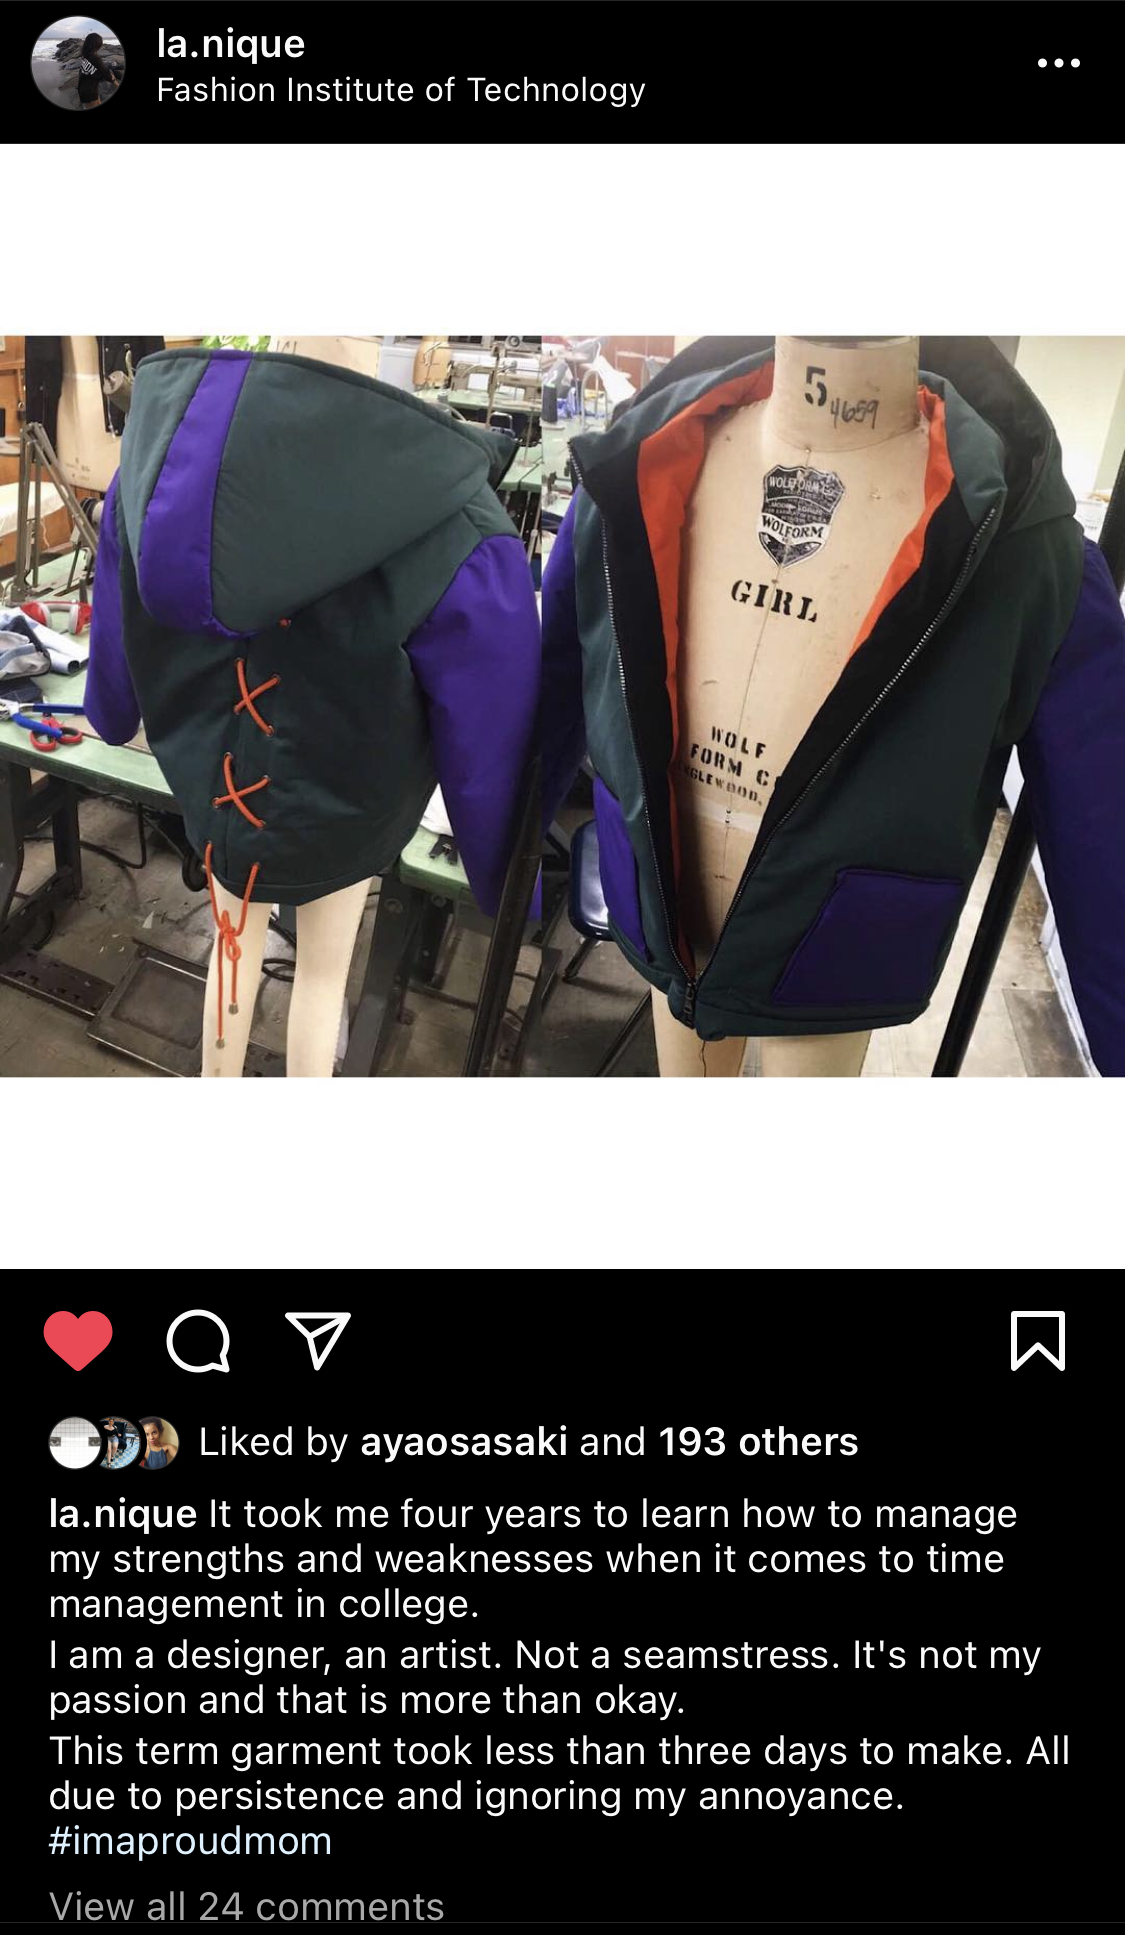 la.nique
Fashion Institute of Technology
5 4659
WOLF FORM CO
WOLFORM
GIRL
WOLF
FORM C
GLEWOOD,
Liked by ayaosasaki and 193 others
la.nique It took me four years to learn how to manage
my strengths and weaknesses when it comes to time
management in college.
I am a designer, an artist. Not a seamstress. It's not my
passion and that is more than okay.
This term garment took less than three days to make. All
due to persistence and ignoring my annoyance.
#imaproudmom
View all 24 comments